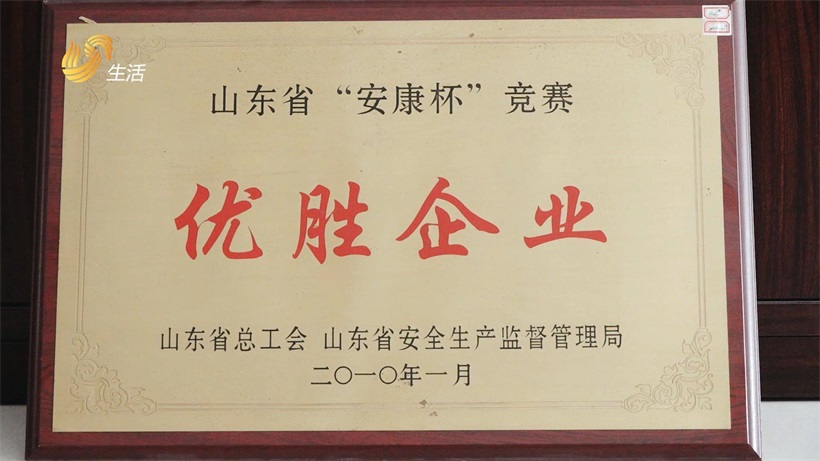 生活
山东省“安康杯”竞赛
优胜企业
山东省总工会 山东省安全生产监督管理局
二〇一〇年一月